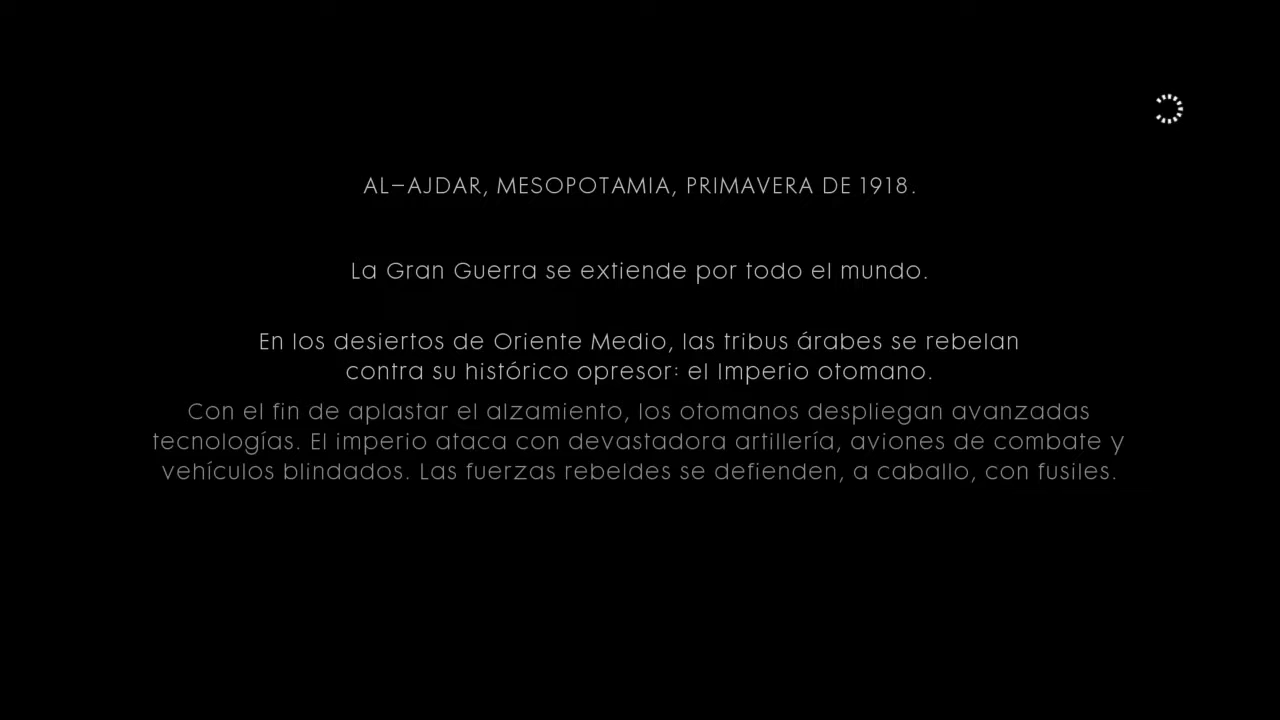 AL-AJDAR, MESOPOTAMIA, PRIMAVERA DE 1918.
La Gran Guerra se extiende por todo el mundo.
En los desiertos de Oriente Medio, las tribus árabes se rebelan
contra su histórico opresor: el Imperio otomano.
Con el fin de aplastar el alzamiento, los otomanos despliegan avanzadas
tecnologías. El imperio ataca con devastadora artillería, aviones de combate y
vehículos blindados. Las fuerzas rebeldes se defienden, a caballo, con fusiles.